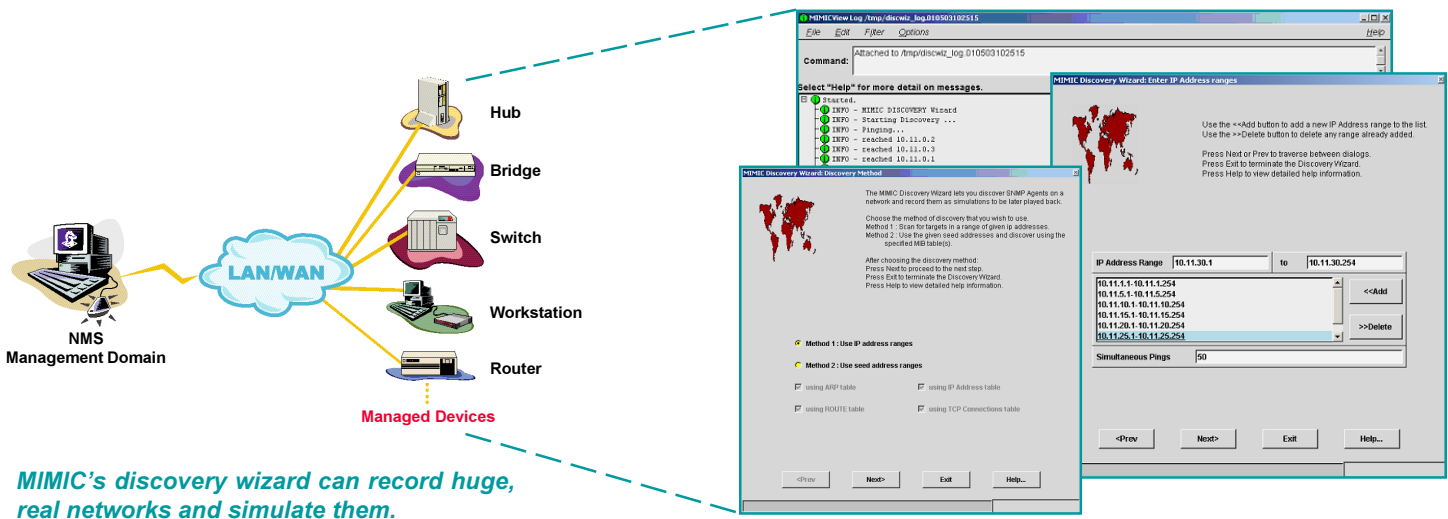 Hub
Bridge
Switch
LAN/WAN
Workstation
NMS
Management Domain
Router
Managed Devices
MIMIC's discovery wizard can record huge,
real networks and simulate them.
MIMICView Log /tmp/discwiz_log.010503102515
File Edit Filter Options Help
Command: Attached to /tmp/discwiz_log.010503102515
Select "Help" for more detail on messages.
Started.
INFO - MIMIC DISCOVERY Wizard
INFO - Starting Discovery ...
INFO - Pinging...
INFO - reached 10.11.0.2
INFO - reached 10.11.0.3
INFO - reached 10.11.0.1
MIMIC Discovery Wizard: Discovery Method
The MIMIC Discovery Wizard lets you discover SNMP Agents on a
network and record them as simulations to be later played back.
Choose the method of discovery that you wish to use.
Method 1 : Scan for targets in a range of given ip addresses.
Method 2 : Use the given seed addresses and discover using the
specified MIB table(s).
After choosing the discovery method:
Press Next to proceed to the next step.
Press Exit to terminate the Discovery Wizard.
Press Help to view detailed help information.
Method 1 : Use IP address ranges
Method 2 : Use seed address ranges
using ARP table using IP Address table
using ROUTE table using TCP Connections table
<Prev Next> Exit Help...
MIMIC Discovery Wizard: Enter IP Address ranges
Use the <<Add button to add a new IP Address range to the list.
Use the >>Delete button to delete any range already added.
Press Next or Prev to traverse between dialogs.
Press Exit to terminate the Discovery Wizard.
Press Help to view detailed help information.
IP Address Range 10.11.30.1 to 10.11.30.254
10.11.5.1-10.11.1.254
10.11.5.1-10.11.5.254
10.11.10.1-10.11.10.254
10.11.15.1-10.11.15.254
10.11.20.1-10.11.20.254
10.11.25.1-10.11.25.254
<<Add
>>Delete
Simultaneous Pings 50
<Prev Next> Exit Help...